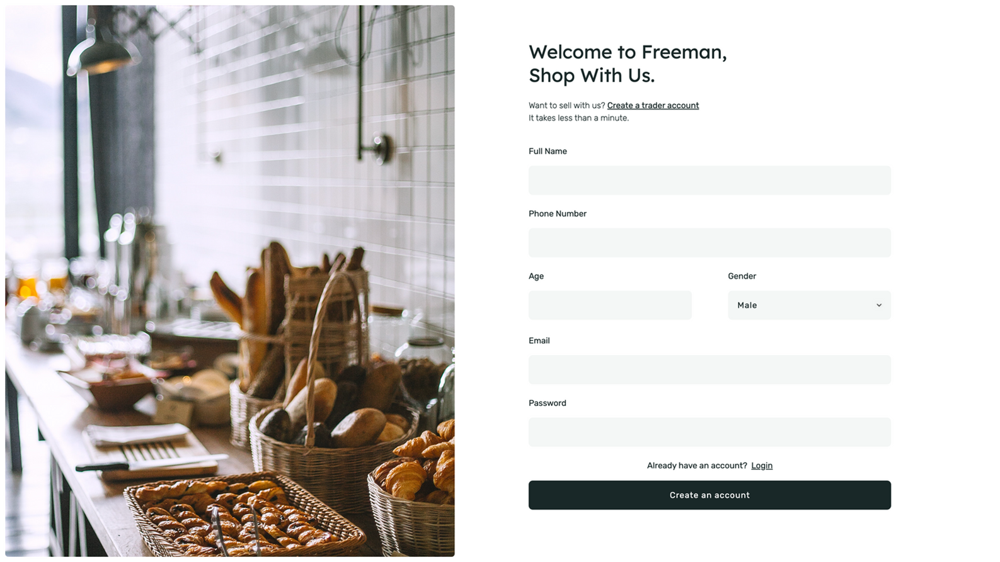 Welcome to Freeman,
Shop With Us.
Want to sell with us? Create a trader account
It takes less than a minute.
Full Name
Phone Number
Age
Gender
Male
Email
Password
Already have an account? Login
Create an account